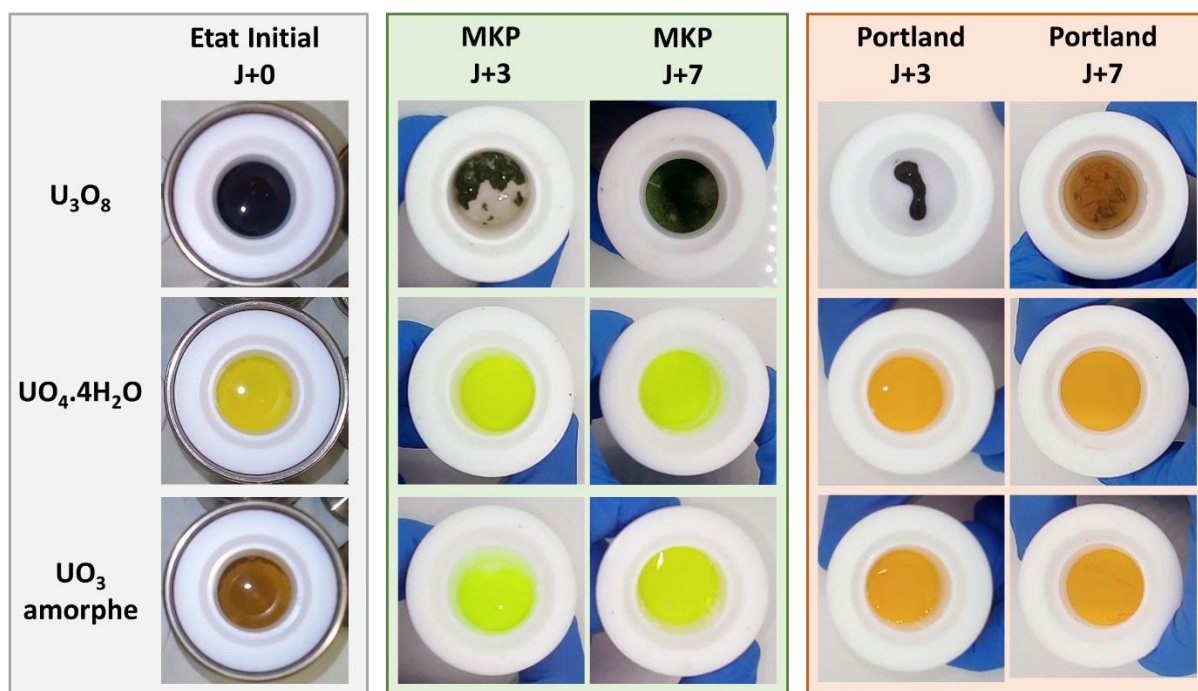 Etat Initial
J+0
MKP
J+3
MKP
J+7
Portland
J+3
Portland
J+7
U₃O₈
UO₄.4H₂O
UO₃
amorphe